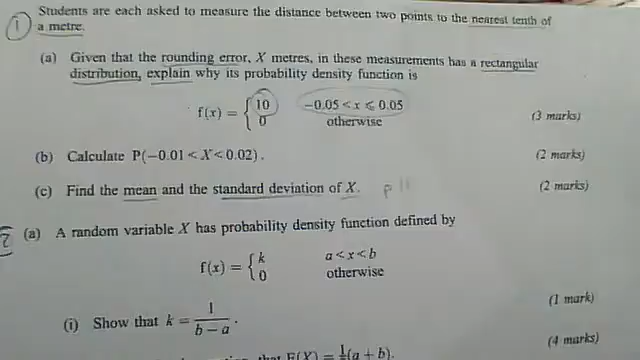 1 Students are each asked to measure the distance between two points to the nearest tenth of
a metre.
(a) Given that the rounding error, X metres, in these measurements has a rectangular
distribution, explain why its probability density function is
f(x) = { 10 −0.05 < x ⩽ 0.05
0 otherwise
(3 marks)
(b) Calculate P(−0.01 < X < 0.02). (2 marks)
(c) Find the mean and the standard deviation of X. (2 marks)
2 (a) A random variable X has probability density function defined by
f(x) = { k a < x < b
0 otherwise
(1 mark)
(i) Show that k = 1/(b − a).
that E(X) = ½(a + b). (4 marks)